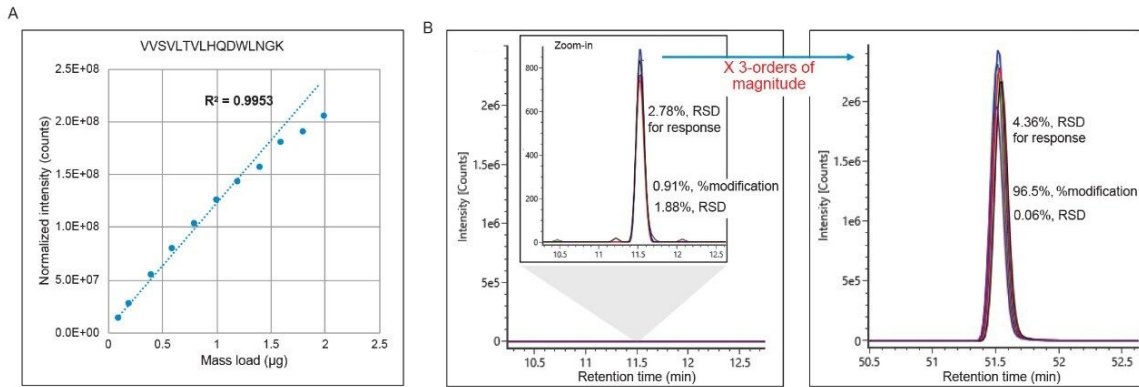 A
VVSVLTVLHQDWLNGK
2.5E+08
2.0E+08
1.5E+08
1.0E+08
5.0E+07
0.0E+00
Normalized intensity (counts)
R² = 0.9953
0
0.5
1
1.5
2
2.5
Mass load (µg)
B
Zoom-in
800
600
400
200
0
10.5
11
11.5
12
12.5
2.78%, RSD
for response
0.91%, %modification
1.88%, RSD
X 3-orders of
magnitude
2e6
1.5e6
1e6
5e5
0
Intensity [Counts]
10.5
11
11.5
12
12.5
Retention time (min)
2e6
1.5e6
1e6
5e5
0
Intensity [Counts]
4.36%, RSD
for response
96.5%, %modification
0.06%, RSD
50.5
51
51.5
52
52.5
Retention time (min)